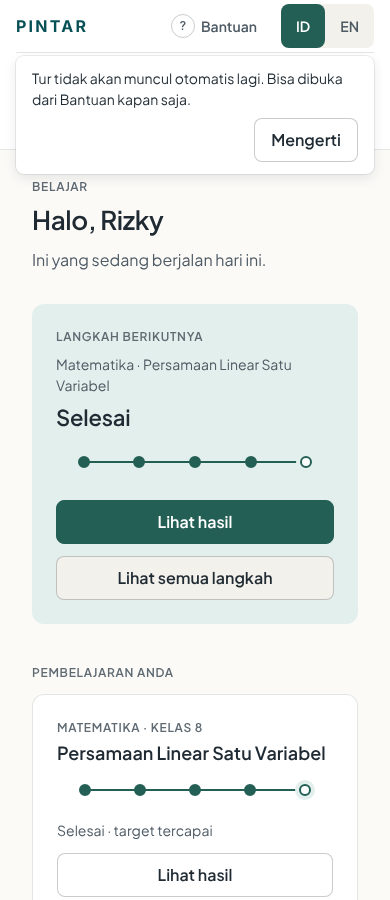 PINTAR
? Bantuan
ID EN
Tur tidak akan muncul otomatis lagi. Bisa dibuka
dari Bantuan kapan saja.
Mengerti
BELAJAR
Halo, Rizky
Ini yang sedang berjalan hari ini.
LANGKAH BERIKUTNYA
Matematika · Persamaan Linear Satu
Variabel
Selesai
Lihat hasil
Lihat semua langkah
PEMBELAJARAN ANDA
MATEMATIKA · KELAS 8
Persamaan Linear Satu Variabel
Selesai · target tercapai
Lihat hasil